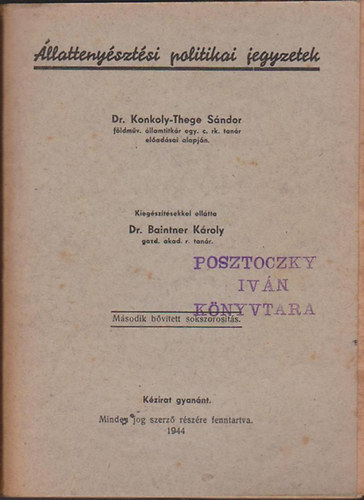 Állattenyésztési politikai jegyzetek
Dr. Konkoly-Thege Sándor
földmüv. államtitkár egy. c. rk. tanár
előadásai alapján.
Kiegészítésekkel ellátta
Dr. Baintner Károly
gazd. akad. r. tanár.
POSZTOCZKY
IVÁN
KÖNYVTARA
Második bővített sokszorosítás.
Kézirat gyanánt.
Minden jog szerző részére fenntartva.
1944